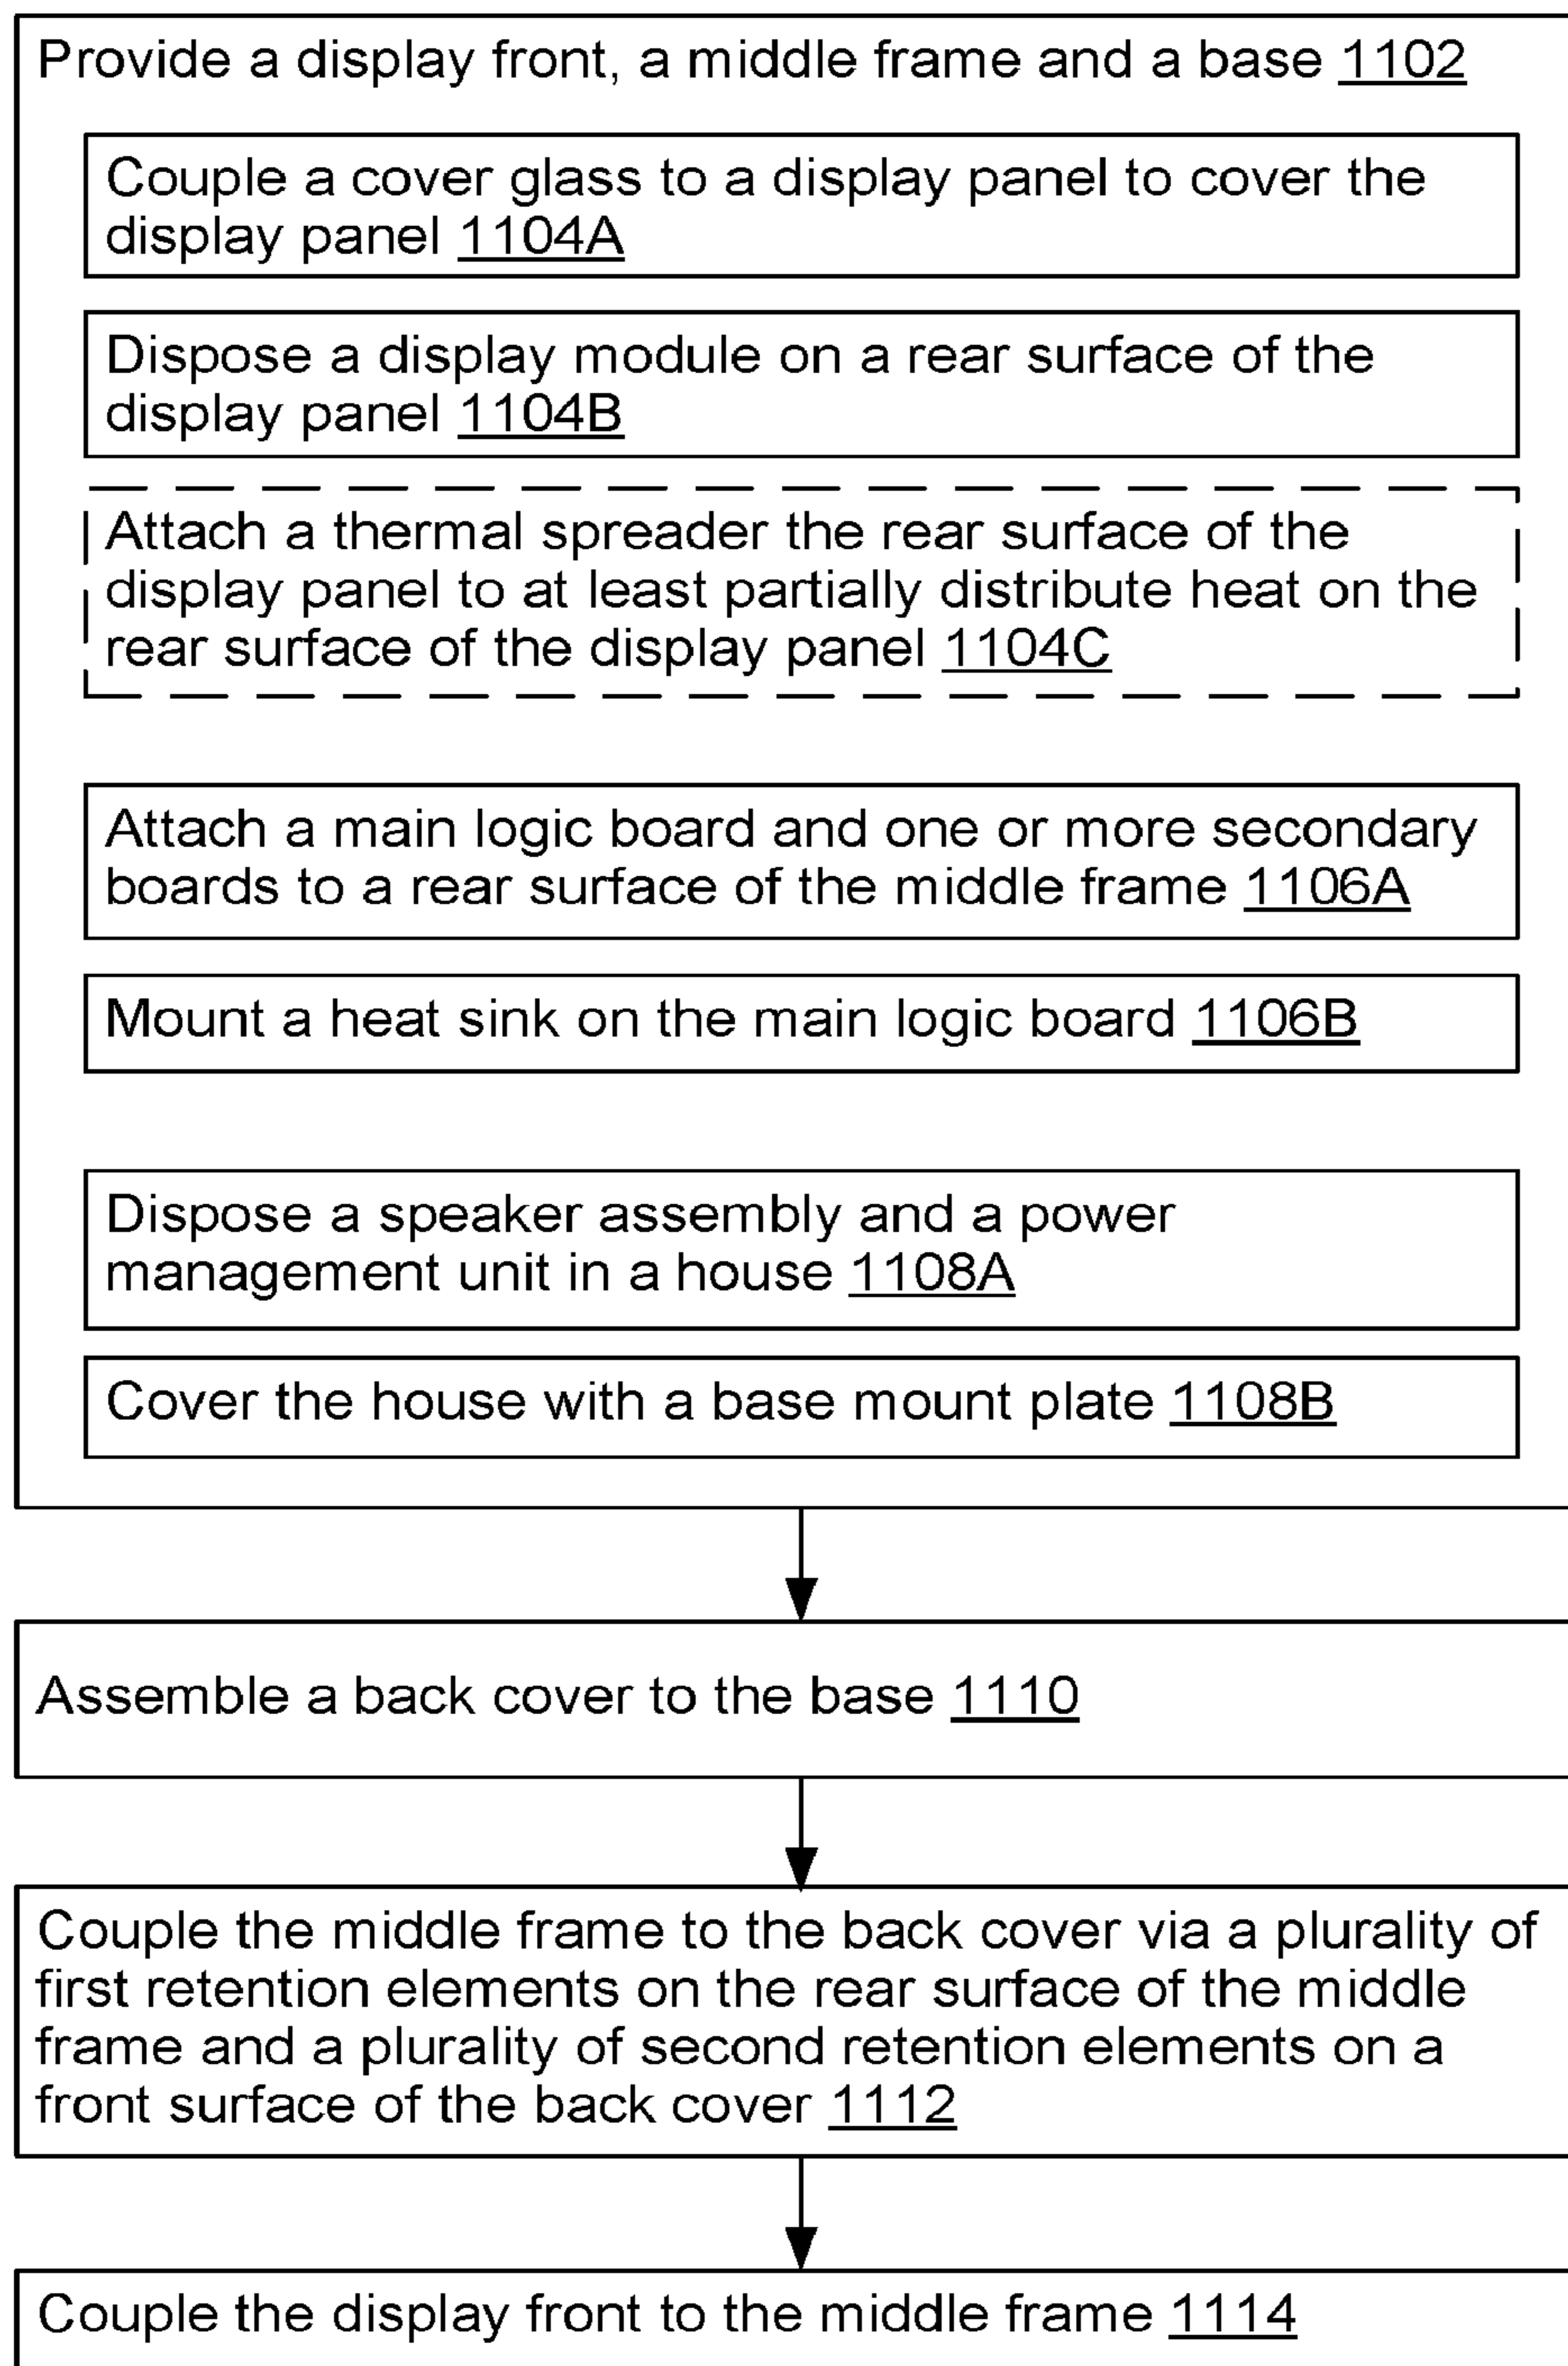 Provide a display front, a middle frame and a base 1102
Couple a cover glass to a display panel to cover the
display panel 1104A
Dispose a display module on a rear surface of the
display panel 1104B
Attach a thermal spreader the rear surface of the
display panel to at least partially distribute heat on the
rear surface of the display panel 1104C
Attach a main logic board and one or more secondary
boards to a rear surface of the middle frame 1106A
Mount a heat sink on the main logic board 1106B
Dispose a speaker assembly and a power
management unit in a house 1108A
Cover the house with a base mount plate 1108B
Assemble a back cover to the base 1110
Couple the middle frame to the back cover via a plurality of
first retention elements on the rear surface of the middle
frame and a plurality of second retention elements on a
front surface of the back cover 1112
Couple the display front to the middle frame 1114